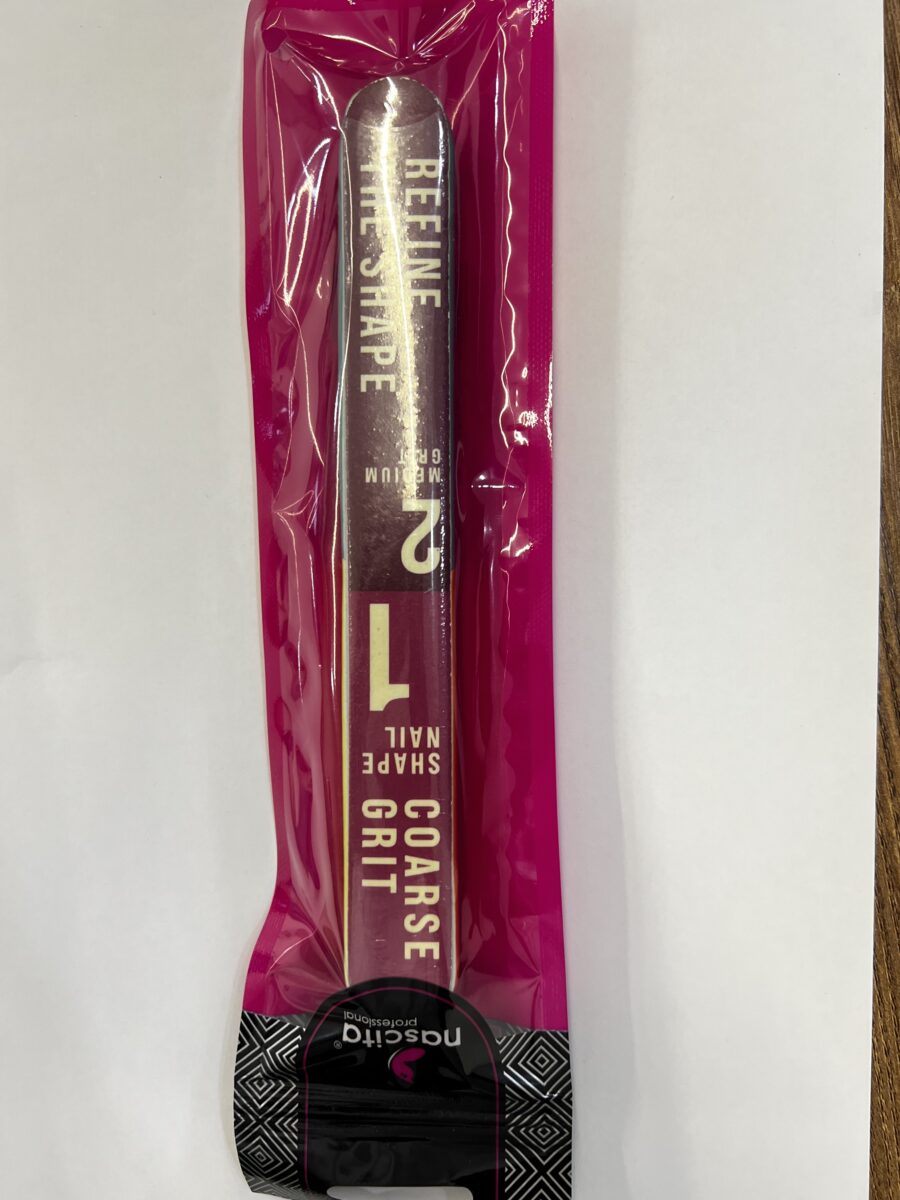 nascita®
professional
COARSE
GRIT
SHAPE
NAIL
1
2
MEDIUM
GRIT
REFINE
THE SHAPE